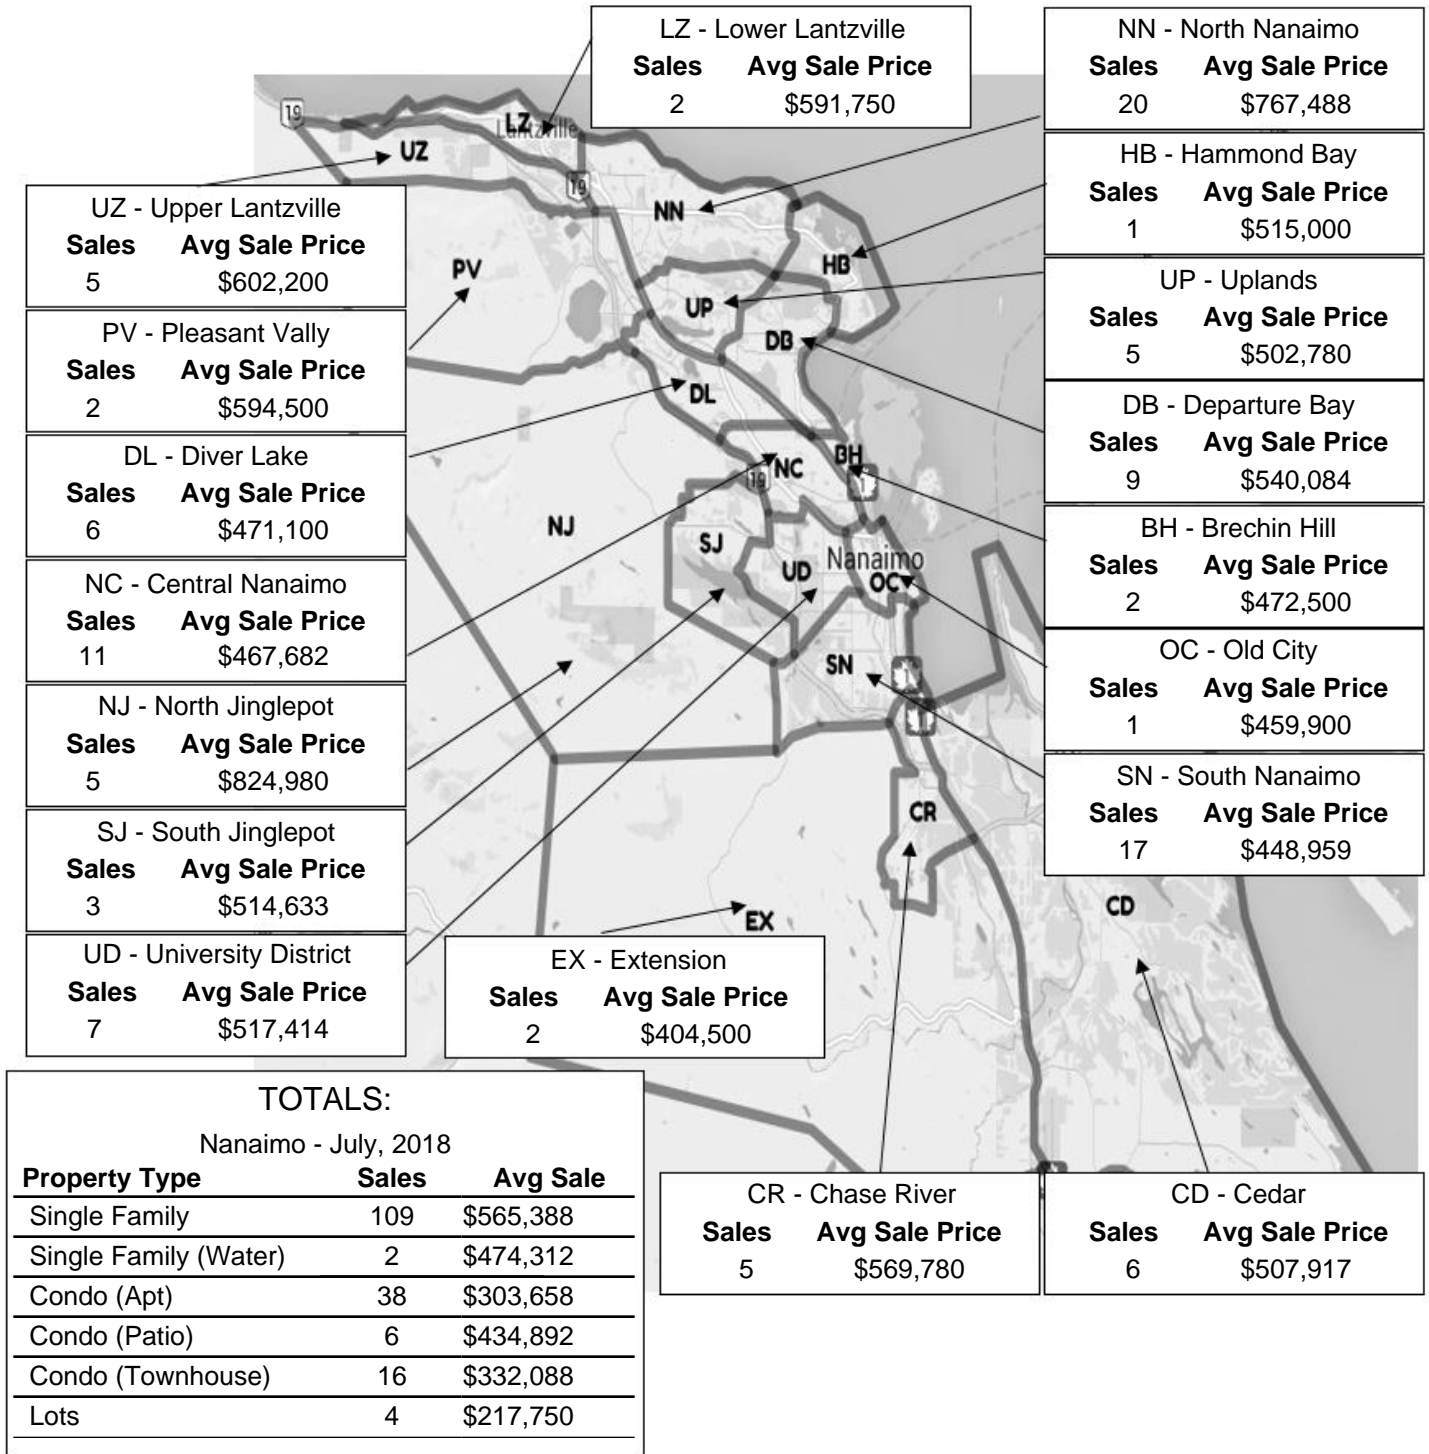 LZ - Lower Lantzville
Sales Avg Sale Price
2 $591,750
NN - North Nanaimo
Sales Avg Sale Price
20 $767,488
HB - Hammond Bay
Sales Avg Sale Price
1 $515,000
UP - Uplands
Sales Avg Sale Price
5 $502,780
DB - Departure Bay
Sales Avg Sale Price
9 $540,084
BH - Brechin Hill
Sales Avg Sale Price
2 $472,500
OC - Old City
Sales Avg Sale Price
1 $459,900
SN - South Nanaimo
Sales Avg Sale Price
17 $448,959
UZ - Upper Lantzville
Sales Avg Sale Price
5 $602,200
PV - Pleasant Vally
Sales Avg Sale Price
2 $594,500
DL - Diver Lake
Sales Avg Sale Price
6 $471,100
NC - Central Nanaimo
Sales Avg Sale Price
11 $467,682
NJ - North Jinglepot
Sales Avg Sale Price
5 $824,980
SJ - South Jinglepot
Sales Avg Sale Price
3 $514,633
UD - University District
Sales Avg Sale Price
7 $517,414
EX - Extension
Sales Avg Sale Price
2 $404,500
CR - Chase River
Sales Avg Sale Price
5 $569,780
CD - Cedar
Sales Avg Sale Price
6 $507,917
19
LZ
Lantzville
UZ
19
NN
PV
HB
UP
DB
DL
BH
NC
19
1
NJ
SJ
Nanaimo
UD
OC
SN
1
CR
CD
EX
TOTALS:
Nanaimo - July, 2018
Property Type Sales Avg Sale
Single Family 109 $565,388
Single Family (Water) 2 $474,312
Condo (Apt) 38 $303,658
Condo (Patio) 6 $434,892
Condo (Townhouse) 16 $332,088
Lots 4 $217,750